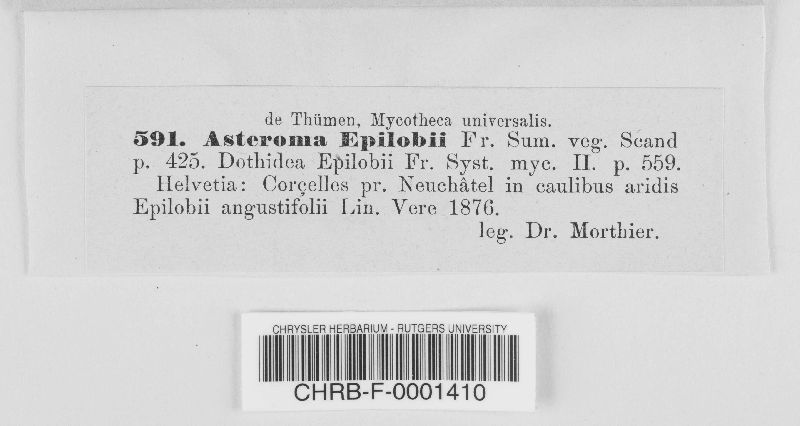 de Thümen, Mycotheca universalis.
591. Asteroma Epilobii Fr. Sum. veg. Scand
p. 425. Dothidea Epilobii Fr. Syst. myc. II. p. 559.
Helvetia: Corçelles pr. Neuchâtel in caulibus aridis
Epilobii angustifolii Lin. Vere 1876.
leg. Dr. Morthier.
CHRYSLER HERBARIUM - RUTGERS UNIVERSITY
CHRB-F-0001410